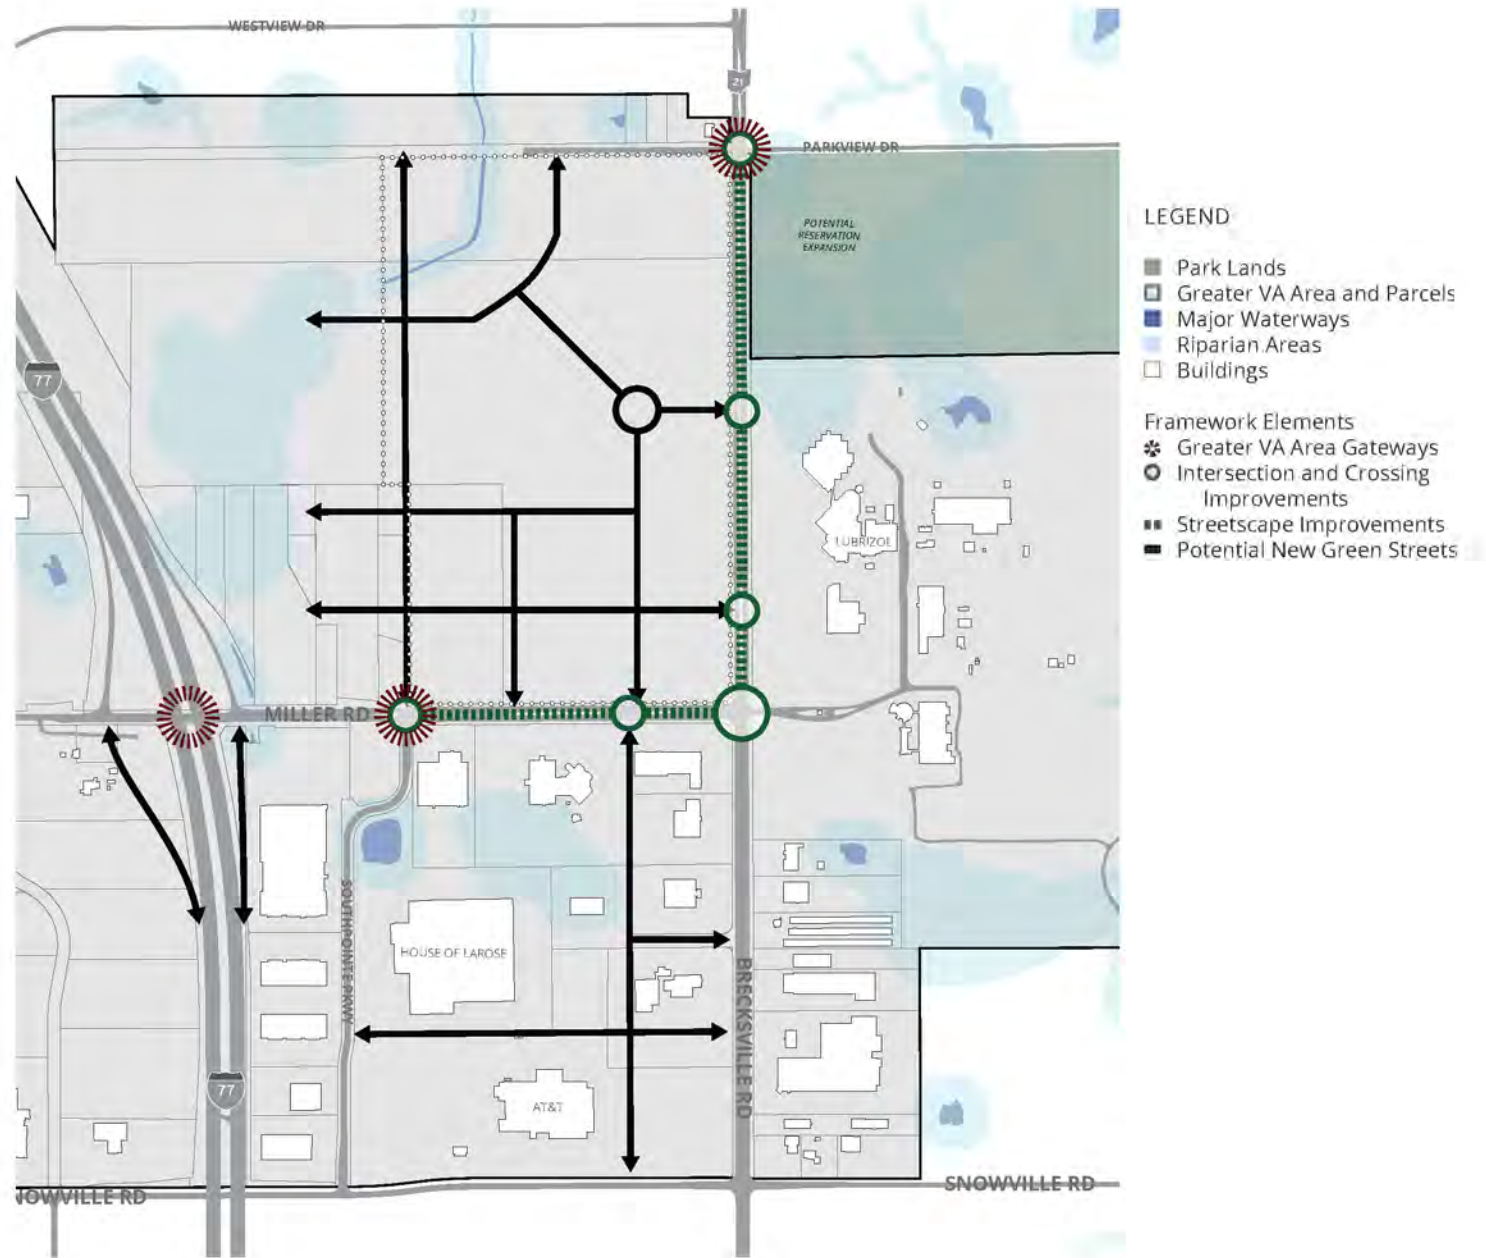 WESTVIEW DR
21
PARKVIEW DR
POTENTIAL
RESERVATION
EXPANSION
LEGEND
Park Lands
Greater VA Area and Parcels
Major Waterways
Riparian Areas
Buildings
Framework Elements
Greater VA Area Gateways
Intersection and Crossing
Improvements
Streetscape Improvements
Potential New Green Streets
77
LUBRIZOL
MILLER RD
SOUTHPOINTE PKWY
HOUSE OF LAROSE
BRECKSVILLE RD
77
AT&T
NOWVILLE RD
SNOWVILLE RD